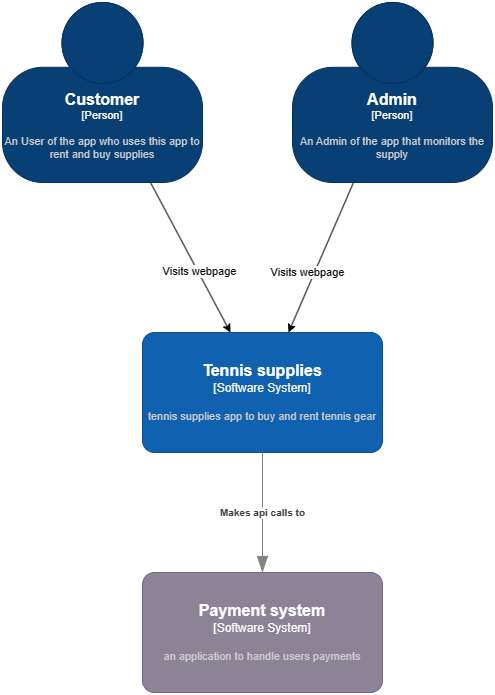 Customer
[Person]
An User of the app who uses this app to
rent and buy supplies
Admin
[Person]
An Admin of the app that monitors the
supply
Visits webpage
Visits webpage
Tennis supplies
[Software System]
tennis supplies app to buy and rent tennis gear
Makes api calls to
Payment system
[Software System]
an application to handle users payments